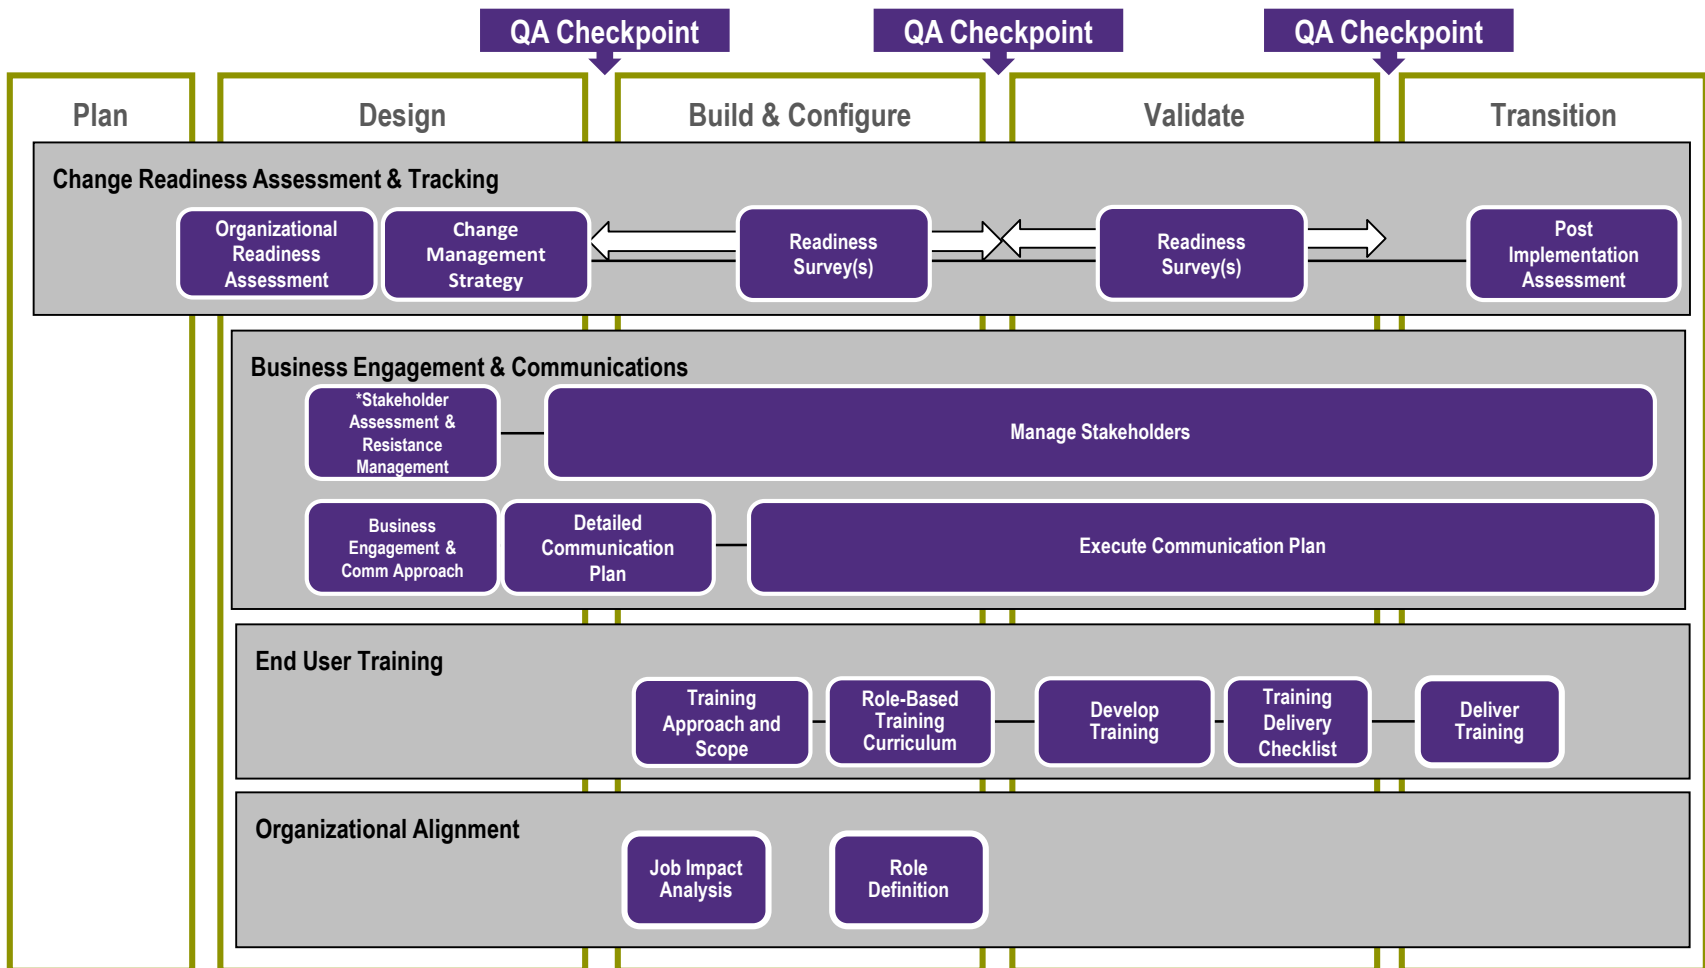 QA Checkpoint
QA Checkpoint
QA Checkpoint
Plan
Design
Build & Configure
Validate
Transition
Change Readiness Assessment & Tracking
Organizational
Readiness
Assessment
Change
Management
Strategy
Readiness
Survey(s)
Readiness
Survey(s)
Post
Implementation
Assessment
Business Engagement & Communications
*Stakeholder
Assessment &
Resistance
Management
Manage Stakeholders
Business
Engagement &
Comm Approach
Detailed
Communication
Plan
Execute Communication Plan
End User Training
Training
Approach and
Scope
Role-Based
Training
Curriculum
Develop
Training
Training
Delivery
Checklist
Deliver
Training
Organizational Alignment
Job Impact
Analysis
Role
Definition